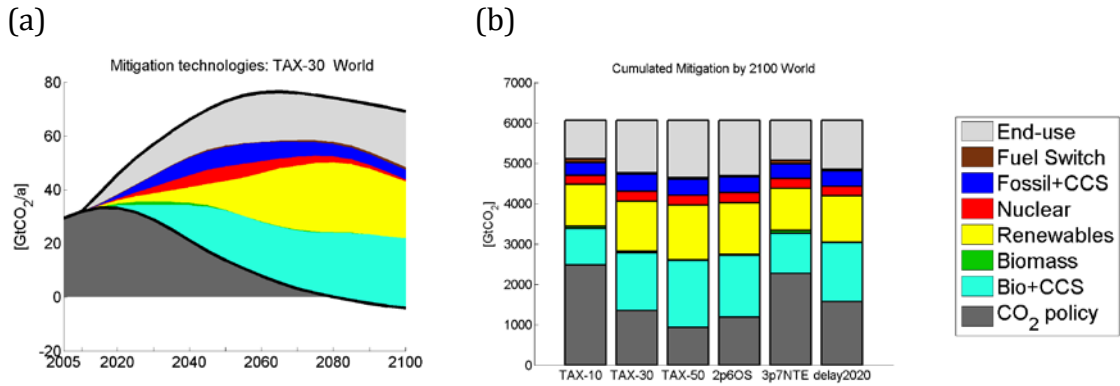 (a)
Mitigation technologies: TAX-30 World
[GtCO2/a]
80
60
40
20
0
-20
2005 2020 2040 2060 2080 2100
(b)
Cumulated Mitigation by 2100 World
[GtCO2]
7000
6000
5000
4000
3000
2000
1000
0
TAX-10 TAX-30 TAX-50 2p6OS 3p7NTE delay2020
End-use
Fuel Switch
Fossil+CCS
Nuclear
Renewables
Biomass
Bio+CCS
CO2 policy